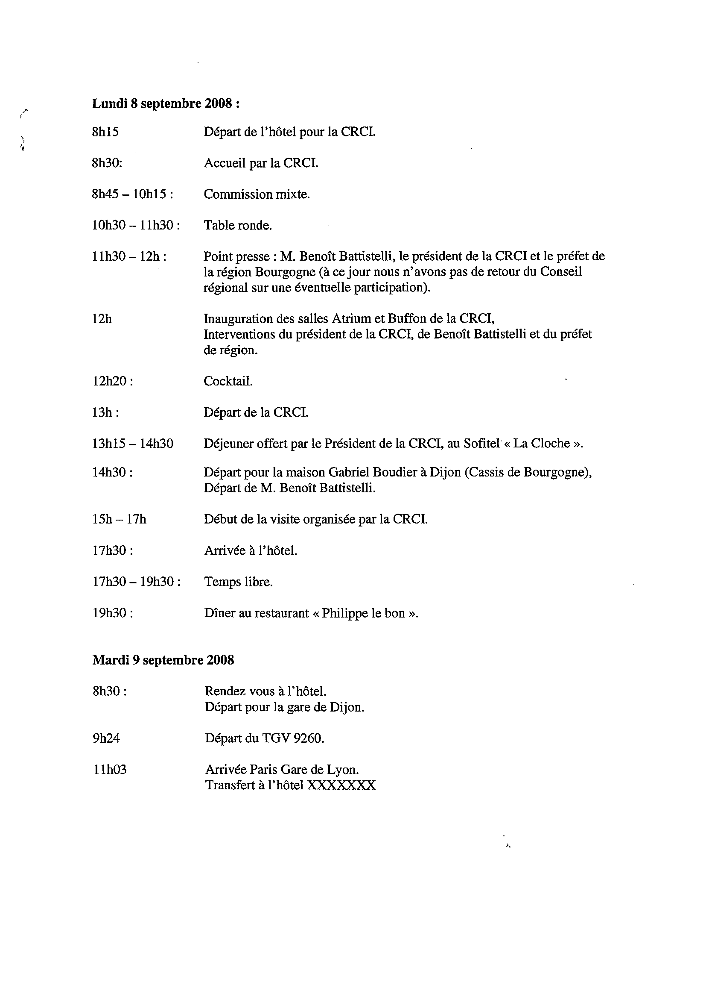 Lundi 8 septembre 2008 :
8h15 Départ de l'hôtel pour la CRCI.
8h30: Accueil par la CRCI.
8h45 – 10h15 : Commission mixte.
10h30 – 11h30 : Table ronde.
11h30 – 12h : Point presse : M. Benoît Battistelli, le président de la CRCI et le préfet de
la région Bourgogne (à ce jour nous n'avons pas de retour du Conseil
régional sur une éventuelle participation).
12h Inauguration des salles Atrium et Buffon de la CRCI,
Interventions du président de la CRCI, de Benoît Battistelli et du préfet
de région.
12h20 : Cocktail.
13h : Départ de la CRCI.
13h15 – 14h30 Déjeuner offert par le Président de la CRCI, au Sofitel « La Cloche ».
14h30 : Départ pour la maison Gabriel Boudier à Dijon (Cassis de Bourgogne),
Départ de M. Benoît Battistelli.
15h – 17h Début de la visite organisée par la CRCI.
17h30 : Arrivée à l'hôtel.
17h30 – 19h30 : Temps libre.
19h30 : Dîner au restaurant « Philippe le bon ».
Mardi 9 septembre 2008
8h30 : Rendez vous à l'hôtel.
Départ pour la gare de Dijon.
9h24 Départ du TGV 9260.
11h03 Arrivée Paris Gare de Lyon.
Transfert à l'hôtel XXXXXXX